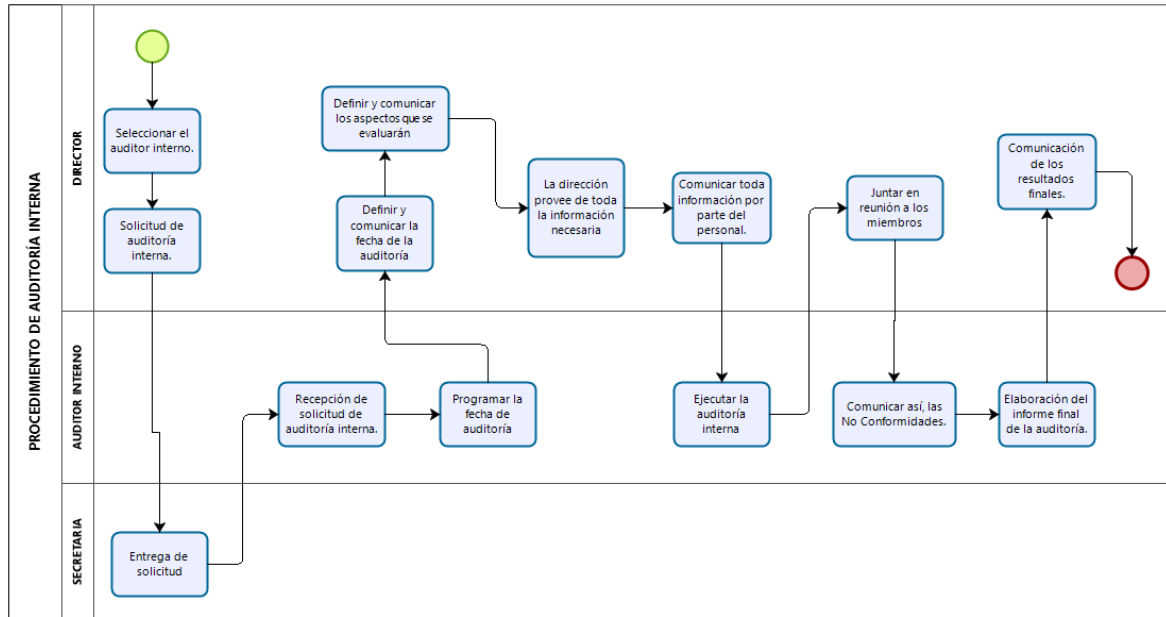 PROCEDIMIENTO DE AUDITORÍA INTERNA
DIRECTOR
Seleccionar el
auditor interno.
Solicitud de
auditoría
interna.
Definir y comunicar
los aspectos que se
evaluarán
Definir y
comunicar la
fecha de la
auditoría
La dirección
provee de toda
la información
necesaria
Comunicar toda
información por
parte del
personal.
Juntar en
reunión a los
miembros
Comunicación
de los
resultados
finales.
AUDITOR INTERNO
Recepción de
solicitud de
auditoría interna.
Programar la
fecha de
auditoría
Ejecutar la
auditoría
interna
Comunicar así, las
No Conformidades.
Elaboración del
informe final
de la auditoría.
SECRETARIA
Entrega de
solicitud